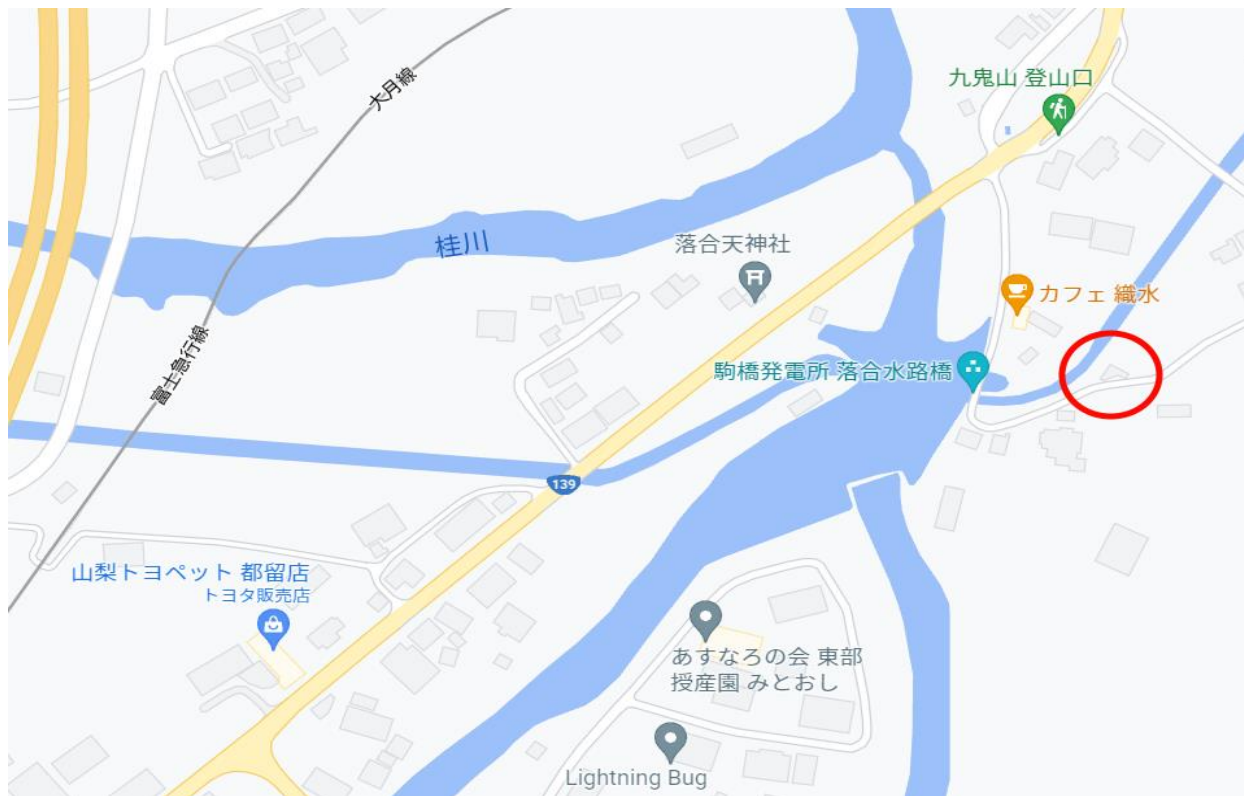 大月線
九鬼山 登山口
桂川
落合天神社
カフェ 織水
富士急行線
駒橋発電所 落合水路橋
139
山梨トヨペット 都留店
トヨタ販売店
あすなろの会 東部
授産園 みとおし
Lightning Bug